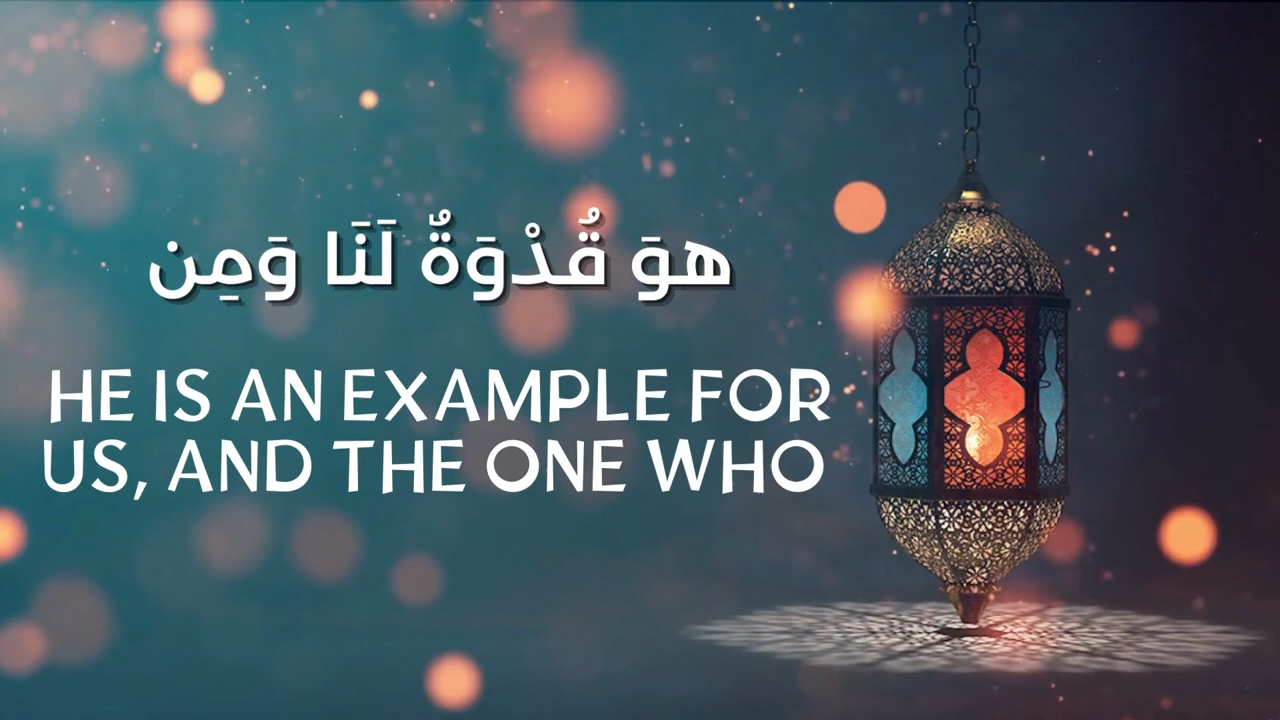 هوَ قُدْوَةٌ لَنَا وَمِن
HE IS AN EXAMPLE FOR
US, AND THE ONE WHO